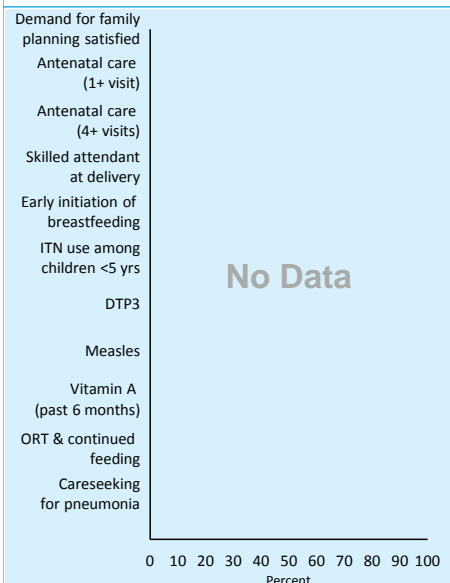 Demand for family
planning satisfied
Antenatal care
(1+ visit)
Antenatal care
(4+ visits)
Skilled attendant
at delivery
Early initiation of
breastfeeding
ITN use among
children <5 yrs
No Data
DTP3
Measles
Vitamin A
(past 6 months)
ORT & continued
feeding
Careseeking
for pneumonia
0 10 20 30 40 50 60 70 80 90 100
Percent